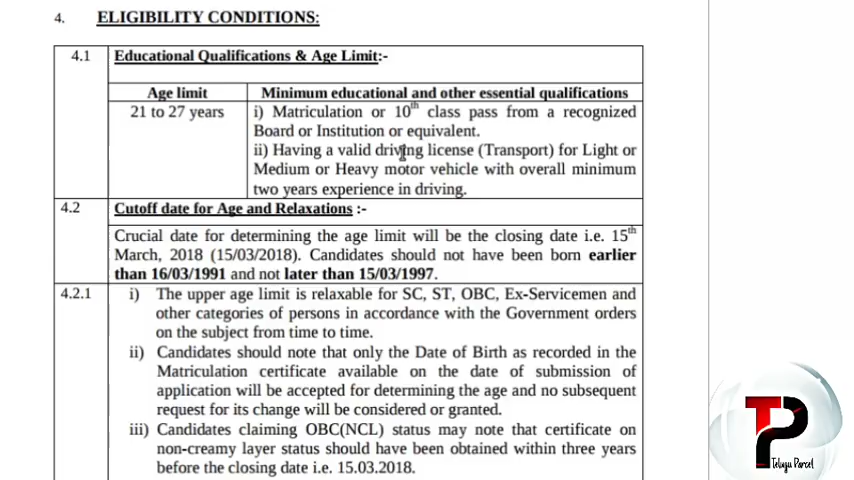 4. ELIGIBILITY CONDITIONS:
4.1 Educational Qualifications & Age Limit:-
Age limit Minimum educational and other essential qualifications
21 to 27 years i) Matriculation or 10th class pass from a recognized
Board or Institution or equivalent.
ii) Having a valid driving license (Transport) for Light or
Medium or Heavy motor vehicle with overall minimum
two years experience in driving.
4.2 Cutoff date for Age and Relaxations :-
Crucial date for determining the age limit will be the closing date i.e. 15th
March, 2018 (15/03/2018). Candidates should not have been born earlier
than 16/03/1991 and not later than 15/03/1997.
4.2.1 i) The upper age limit is relaxable for SC, ST, OBC, Ex-Servicemen and
other categories of persons in accordance with the Government orders
on the subject from time to time.
ii) Candidates should note that only the Date of Birth as recorded in the
Matriculation certificate available on the date of submission of
application will be accepted for determining the age and no subsequent
request for its change will be considered or granted.
iii) Candidates claiming OBC(NCL) status may note that certificate on
non-creamy layer status should have been obtained within three years
before the closing date i.e. 15.03.2018.
TP
Telugu Parcel